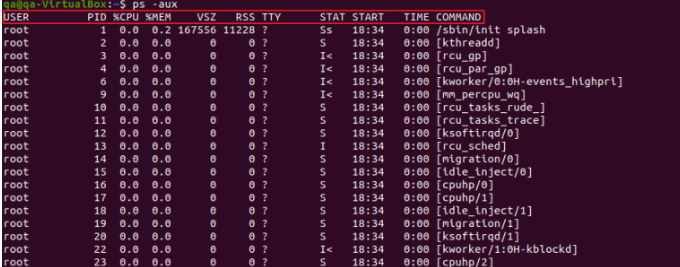 qa@qa-VirtualBox:~$ ps -aux
USER PID %CPU %MEM VSZ RSS TTY STAT START TIME COMMAND
root 1 0.0 0.2 167556 11228 ? Ss 18:34 0:00 /sbin/init splash
root 2 0.0 0.0 0 0 ? S 18:34 0:00 [kthreadd]
root 3 0.0 0.0 0 0 ? I< 18:34 0:00 [rcu_gp]
root 4 0.0 0.0 0 0 ? I< 18:34 0:00 [rcu_par_gp]
root 6 0.0 0.0 0 0 ? I< 18:34 0:00 [kworker/0:0H-events_highpri]
root 9 0.0 0.0 0 0 ? I< 18:34 0:00 [mm_percpu_wq]
root 10 0.0 0.0 0 0 ? S 18:34 0:00 [rcu_tasks_rude_]
root 11 0.0 0.0 0 0 ? S 18:34 0:00 [rcu_tasks_trace]
root 12 0.0 0.0 0 0 ? S 18:34 0:00 [ksoftirqd/0]
root 13 0.0 0.0 0 0 ? I 18:34 0:00 [rcu_sched]
root 14 0.0 0.0 0 0 ? S 18:34 0:00 [migration/0]
root 15 0.0 0.0 0 0 ? S 18:34 0:00 [idle_inject/0]
root 16 0.0 0.0 0 0 ? S 18:34 0:00 [cpuhp/0]
root 17 0.0 0.0 0 0 ? S 18:34 0:00 [cpuhp/1]
root 18 0.0 0.0 0 0 ? S 18:34 0:00 [idle_inject/1]
root 19 0.0 0.0 0 0 ? S 18:34 0:00 [migration/1]
root 20 0.0 0.0 0 0 ? S 18:34 0:00 [ksoftirqd/1]
root 22 0.0 0.0 0 0 ? I< 18:34 0:00 [kworker/1:0H-kblockd]
root 23 0.0 0.0 0 0 ? S 18:34 0:00 [cpuhp/2]